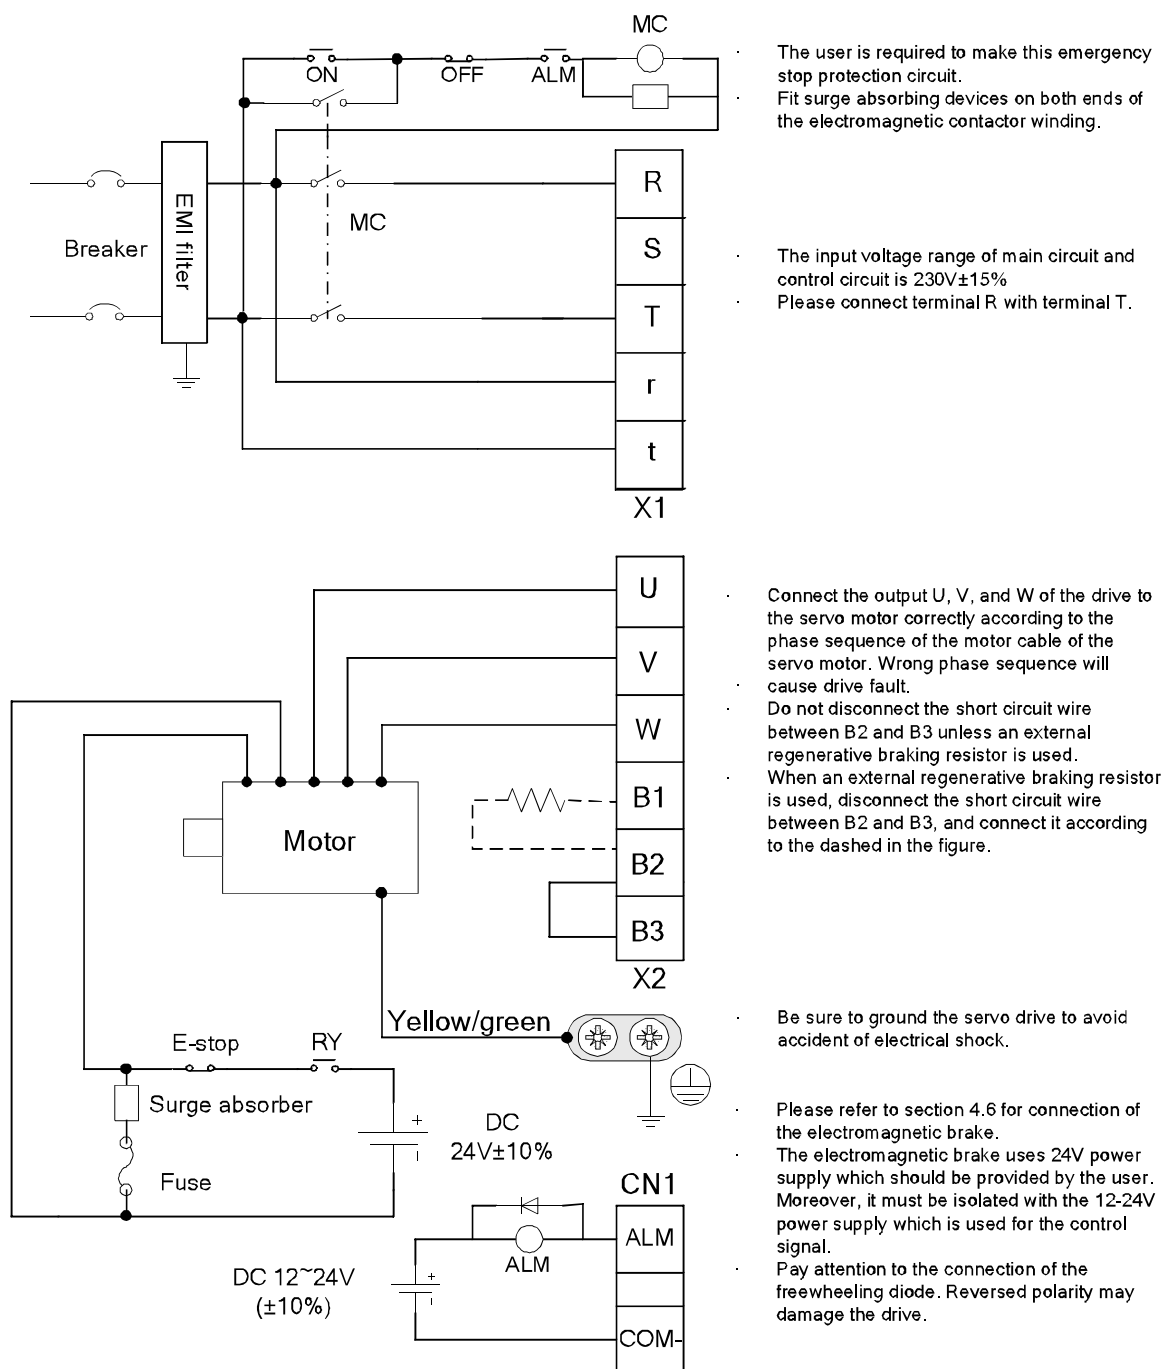 MC
ON
OFF
ALM
The user is required to make this emergency
stop protection circuit.
Fit surge absorbing devices on both ends of
the electromagnetic contactor winding.
Breaker
EMI filter
MC
R
S
T
r
t
X1
The input voltage range of main circuit and
control circuit is 230V±15%
Please connect terminal R with terminal T.
U
V
W
B1
B2
B3
X2
Motor
Connect the output U, V, and W of the drive to
the servo motor correctly according to the
phase sequence of the motor cable of the
servo motor. Wrong phase sequence will
cause drive fault.
Do not disconnect the short circuit wire
between B2 and B3 unless an external
regenerative braking resistor is used.
When an external regenerative braking resistor
is used, disconnect the short circuit wire
between B2 and B3, and connect it according
to the dashed in the figure.
Yellow/green
Be sure to ground the servo drive to avoid
accident of electrical shock.
E-stop
RY
Surge absorber
Fuse
+
DC
24V±10%
Please refer to section 4.6 for connection of
the electromagnetic brake.
The electromagnetic brake uses 24V power
supply which should be provided by the user.
Moreover, it must be isolated with the 12-24V
power supply which is used for the control
signal.
Pay attention to the connection of the
freewheeling diode. Reversed polarity may
damage the drive.
CN1
ALM
COM-
ALM
+
DC 12~24V
(±10%)